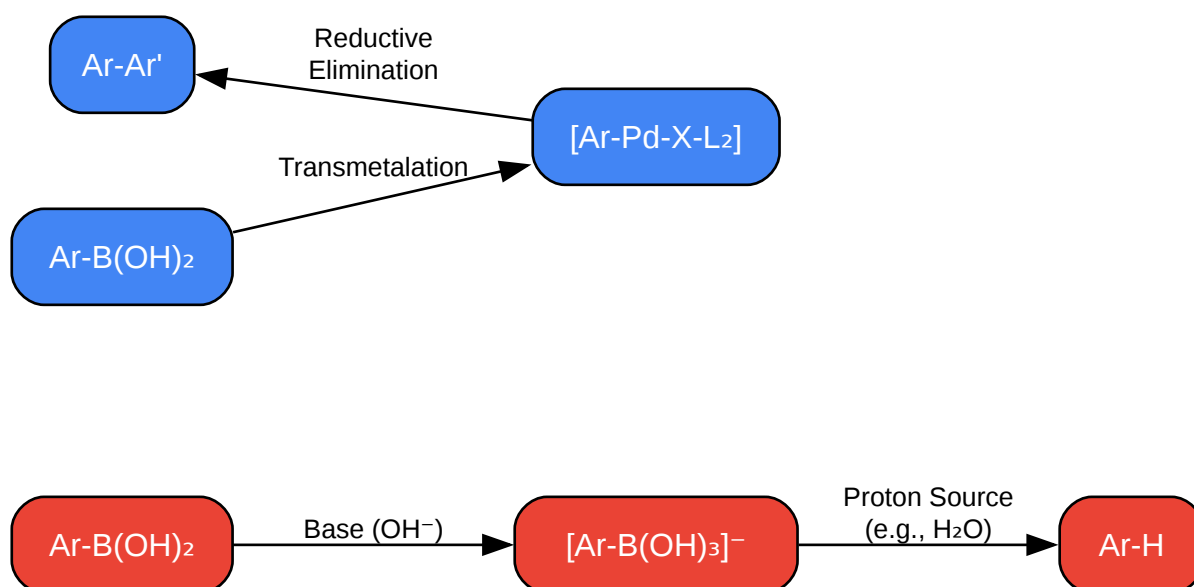 Reductive
Elimination
Ar-Ar'
[Ar-Pd-X-L₂]
Transmetalation
Ar-B(OH)₂
Proton Source
(e.g., H₂O)
Ar-B(OH)₂
Base (OH⁻)
[Ar-B(OH)₃]⁻
Ar-H